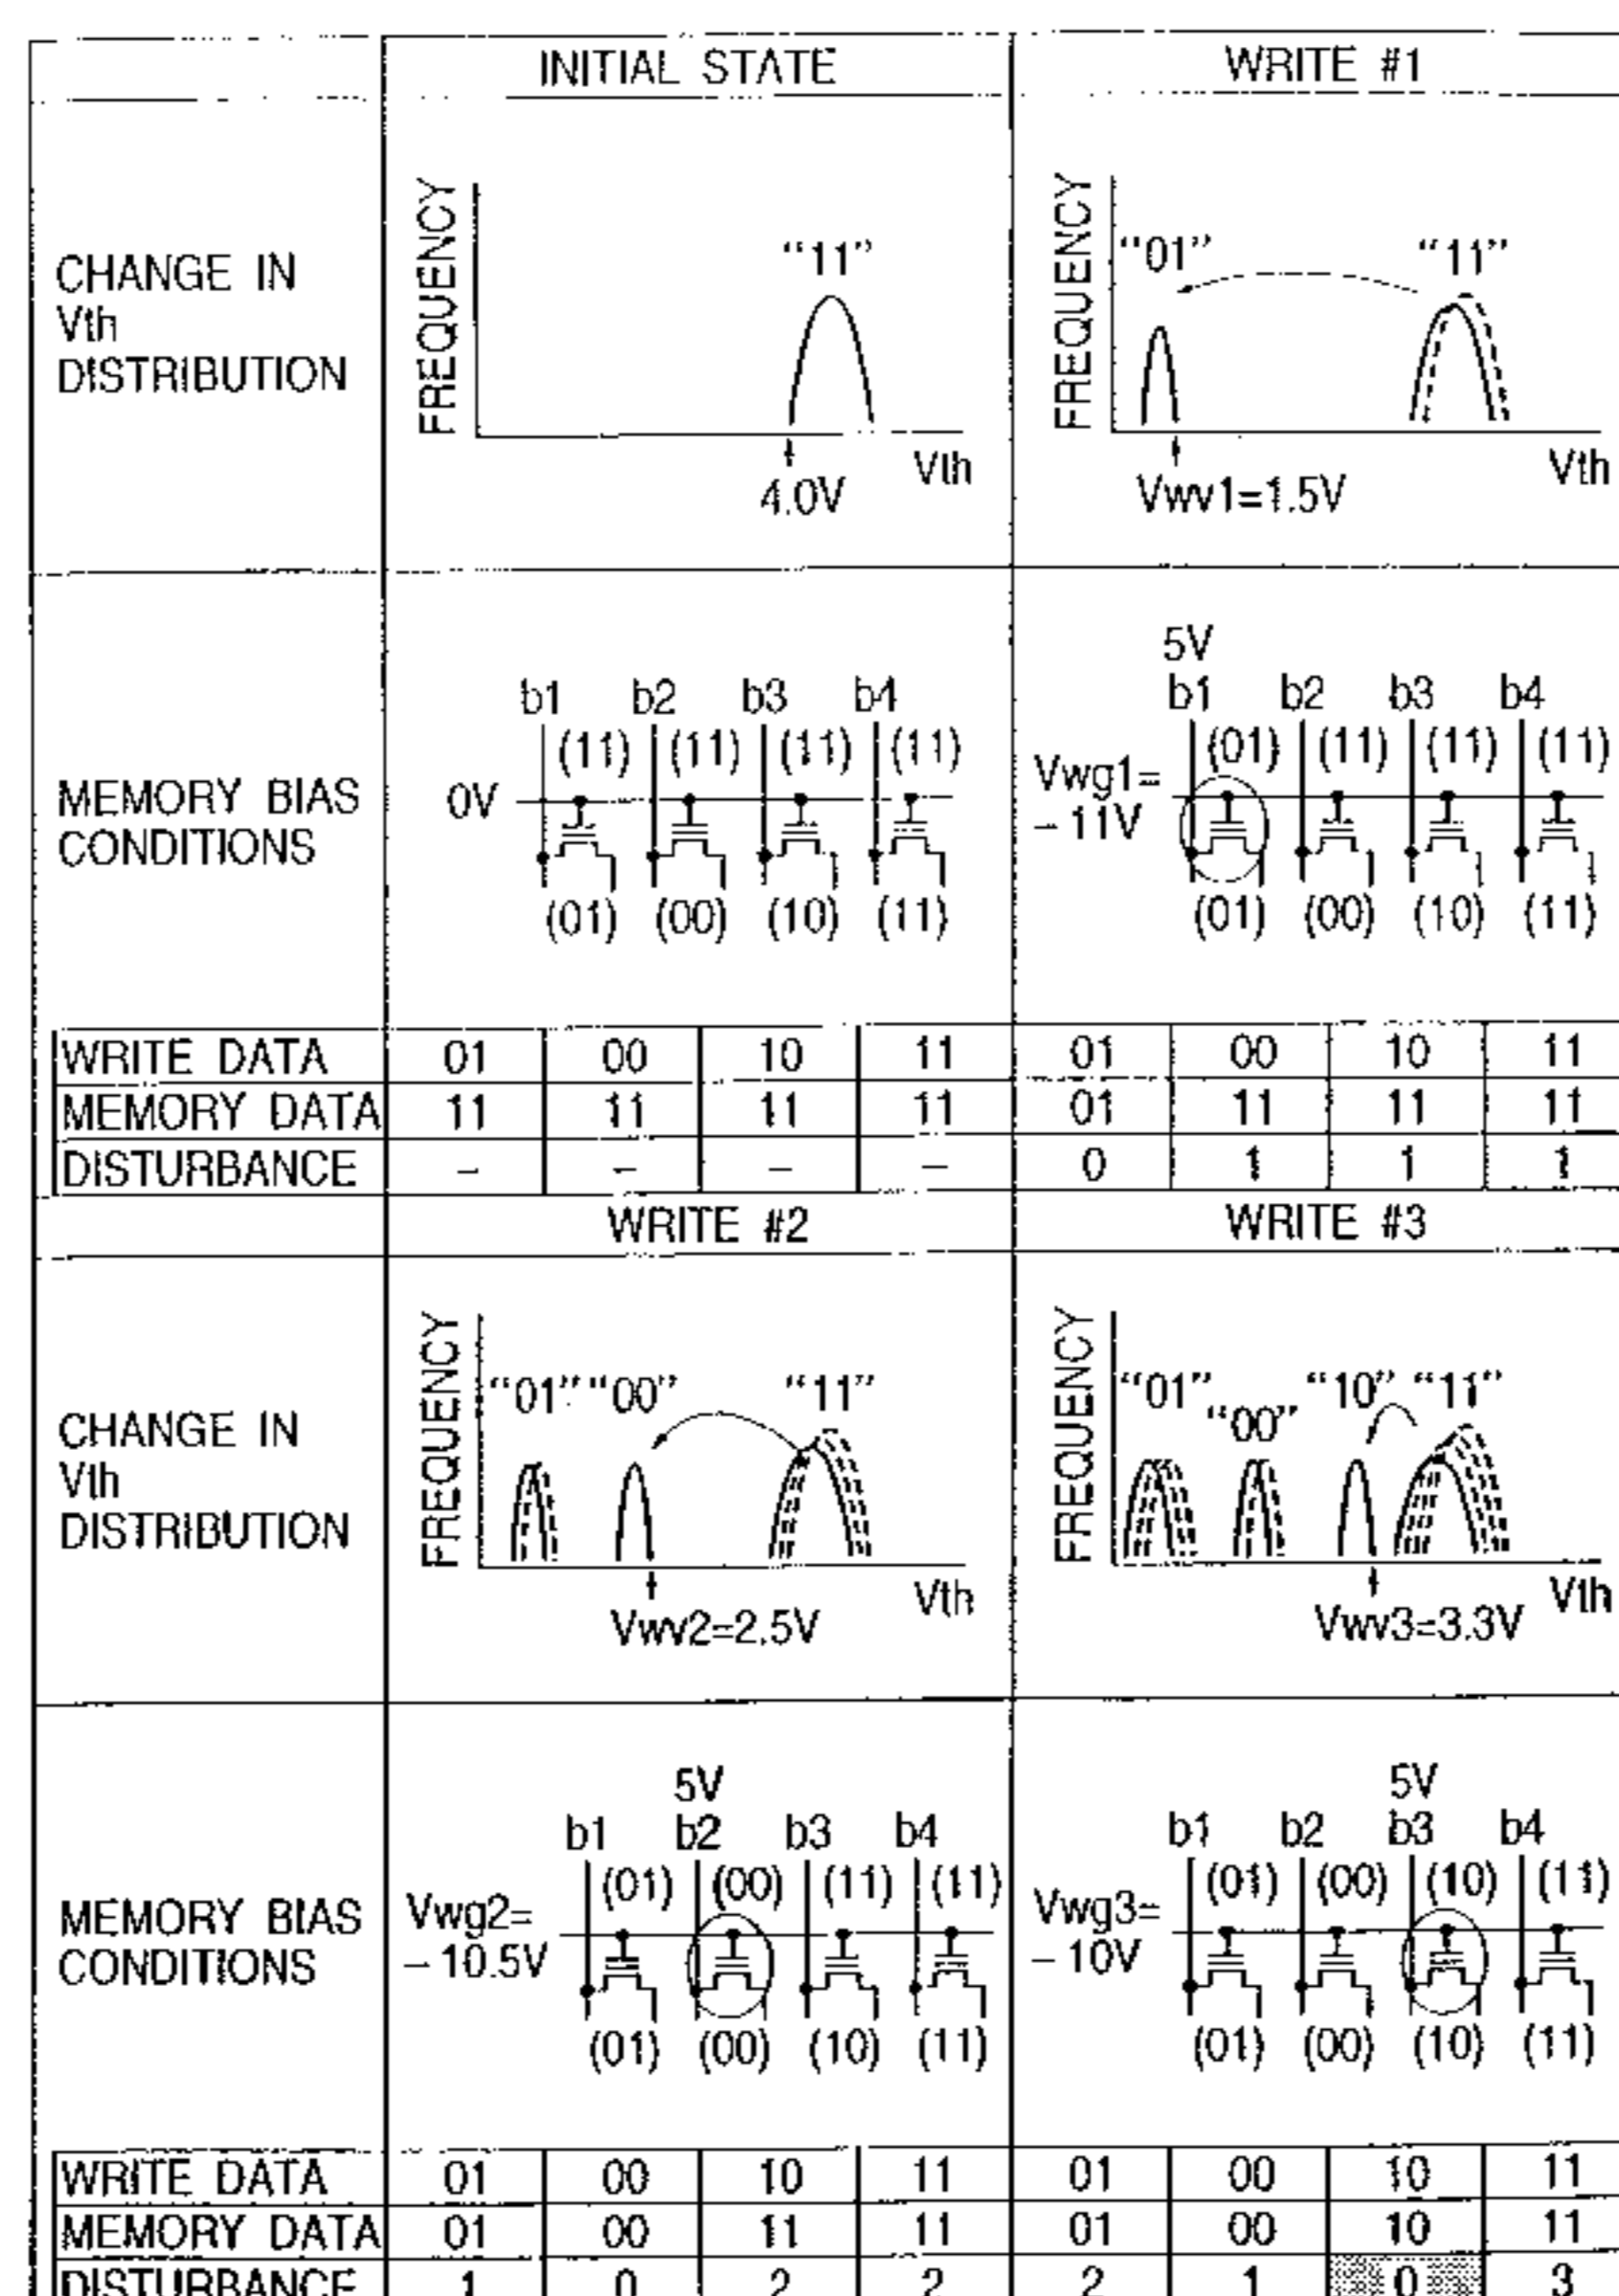 INITIAL STATE
WRITE #1
CHANGE IN
Vth
DISTRIBUTION
FREQUENCY
"11"
4.0V
Vth
FREQUENCY
"01"
"11"
Vwv1=1.5V
Vth
MEMORY BIAS
CONDITIONS
b1 b2 b3 b4
(11) (11) (11) (11)
0V
(01) (00) (10) (11)
5V
b1 b2 b3 b4
(01) (11) (11) (11)
Vwg1=
–11V
(01) (00) (10) (11)
WRITE DATA 01 00 10 11 01 00 10 11
MEMORY DATA 11 11 11 11 01 11 11 11
DISTURBANCE – – – – 0 1 1 1
WRITE #2
WRITE #3
CHANGE IN
Vth
DISTRIBUTION
FREQUENCY
"01" "00" "11"
Vwv2=2.5V
Vth
FREQUENCY
"01" "00" "10" "11"
Vwv3=3.3V
Vth
MEMORY BIAS
CONDITIONS
5V
b1 b2 b3 b4
(01) (00) (11) (11)
Vwg2=
–10.5V
(01) (00) (10) (11)
5V
b1 b2 b3 b4
(01) (00) (10) (11)
Vwg3=
–10V
(01) (00) (10) (11)
WRITE DATA 01 00 10 11 01 00 10 11
MEMORY DATA 01 00 11 11 01 00 10 11
DISTURBANCE 1 0 2 2 2 1 0 3